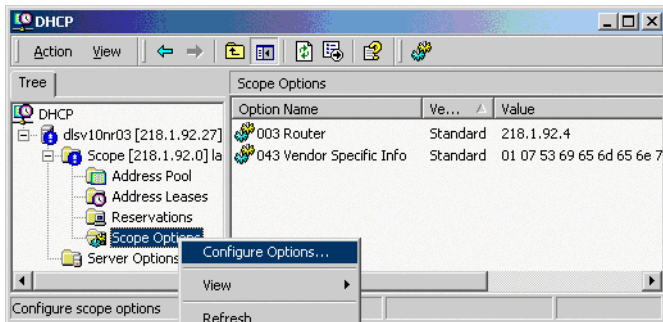 DHCP
Action View
Tree
Scope Options
DHCP
dlsv10nr03 [218.1.92.27]
Scope [218.1.92.0] la
Address Pool
Address Leases
Reservations
Scope Options
Server Options
Option Name Ve... Value
003 Router Standard 218.1.92.4
043 Vendor Specific Info Standard 01 07 53 69 65 6d 65 6e 7
Configure Options...
View
Refresh
Configure scope options